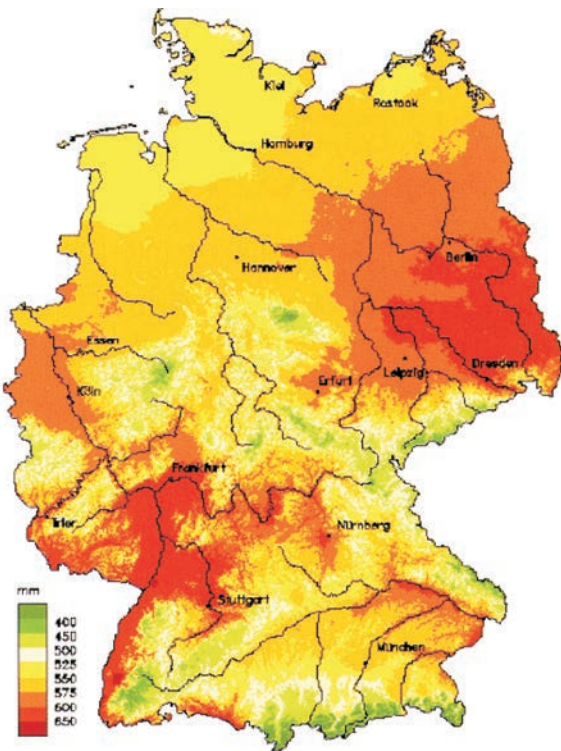 Kiel
Rostock
Hamburg
Berlin
Hannover
Essen
Leipzig
Dresden
Erfurt
Köln
Frankfurt
Trier
Nürnberg
mm
Stuttgart
400
450
500
525
550
575
600
650
München